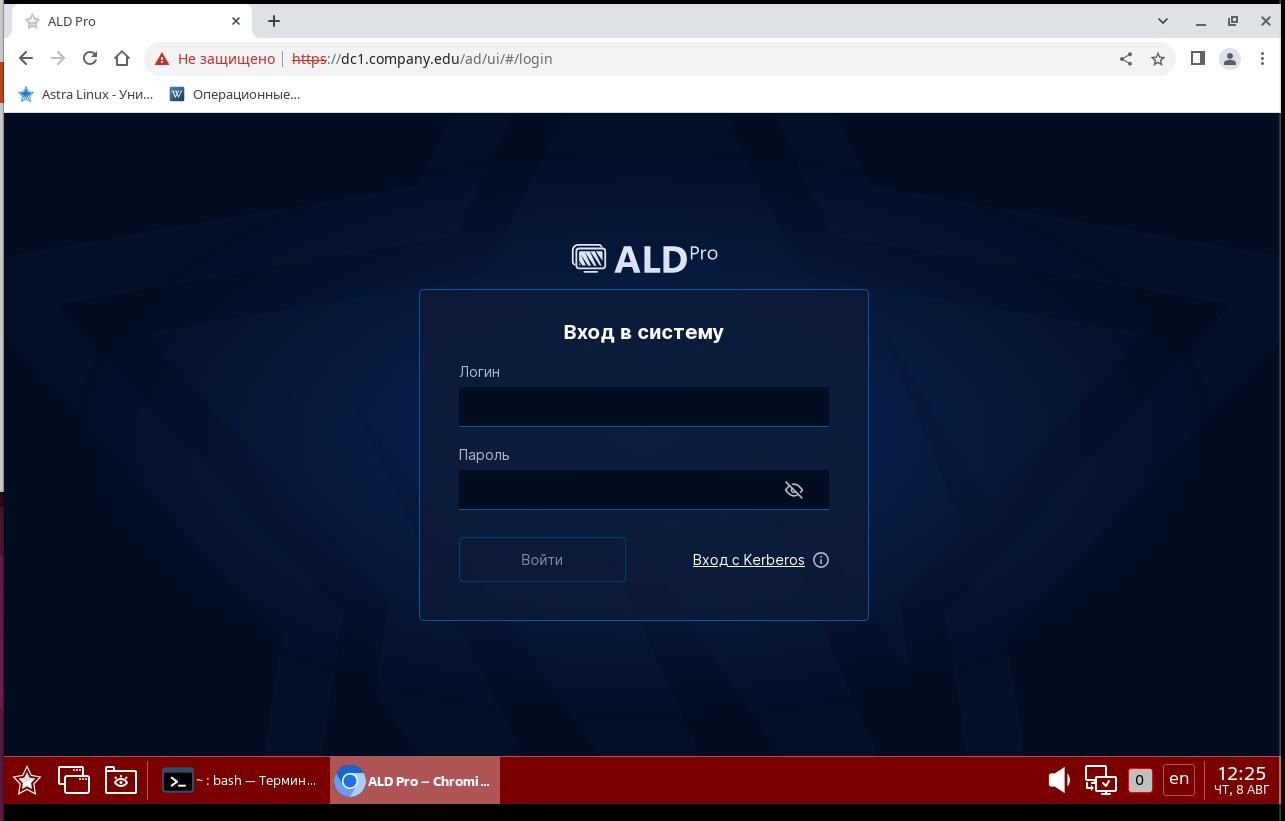 ALD Pro
Не защищено https://dc1.company.edu/ad/ui/#/login
Astra Linux - Уни... Операционные...
ALD Pro
Вход в систему
Логин
Пароль
Войти Вход с Kerberos
~ : bash — Термин... ALD Pro – Chromi... 0 en 12:25
ЧТ, 8 АВГ